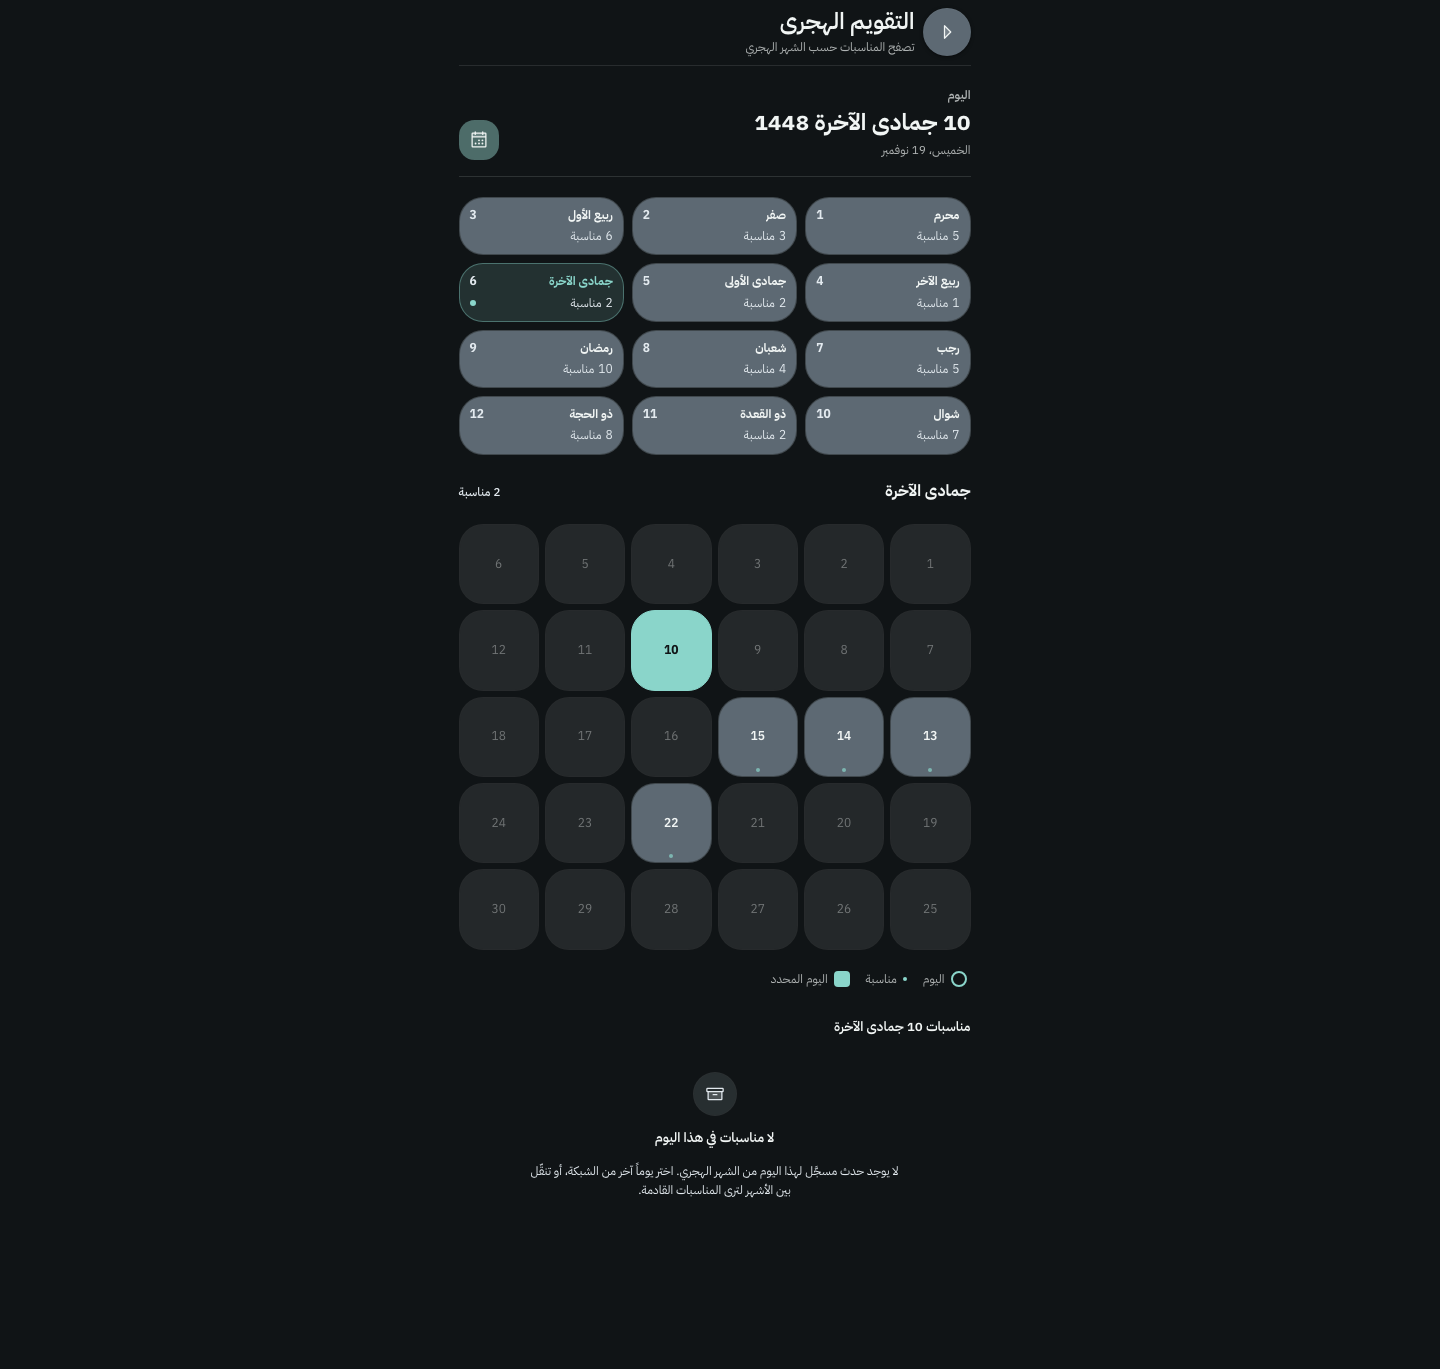 التقويم الهجري
تصفح المناسبات حسب الشهر الهجري
اليوم
10 جمادى الآخرة 1448
الخميس، 19 نوفمبر
محرم 1
5 مناسبة
صفر 2
3 مناسبة
ربيع الأول 3
6 مناسبة
ربيع الآخر 4
1 مناسبة
جمادى الأولى 5
2 مناسبة
جمادى الآخرة 6
2 مناسبة
رجب 7
5 مناسبة
شعبان 8
4 مناسبة
رمضان 9
10 مناسبة
شوال 10
7 مناسبة
ذو القعدة 11
2 مناسبة
ذو الحجة 12
8 مناسبة
جمادى الآخرة 2 مناسبة
1 2 3 4 5 6
7 8 9 10 11 12
13 14 15 16 17 18
19 20 21 22 23 24
25 26 27 28 29 30
اليوم مناسبة اليوم المحدد
مناسبات 10 جمادى الآخرة
لا مناسبات في هذا اليوم
لا يوجد حدث مسجَّل لهذا اليوم من الشهر الهجري. اختر يوماً آخر من الشبكة، أو تنقّل
بين الأشهر لترى المناسبات القادمة.